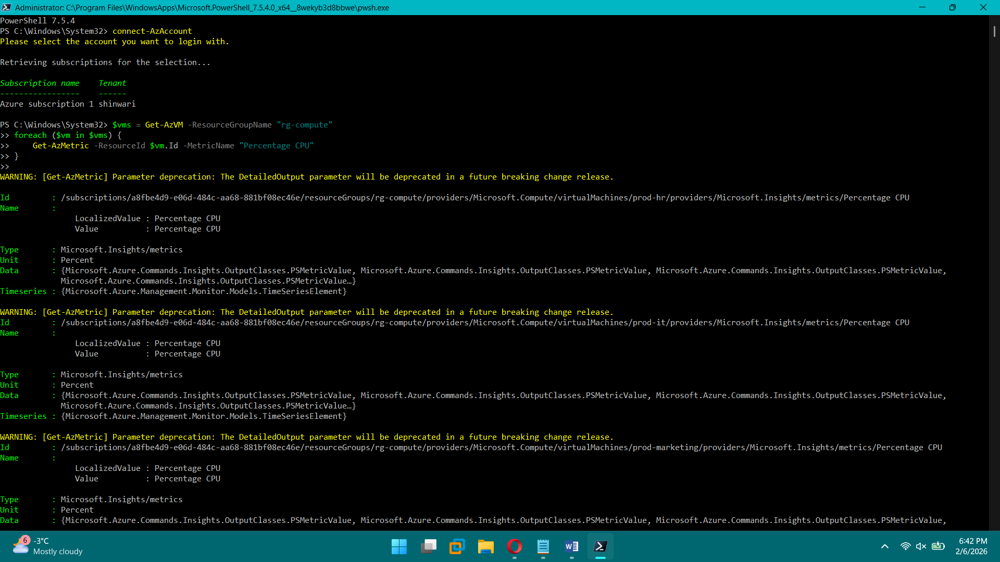 Administrator: C:\Program Files\WindowsApps\Microsoft.PowerShell_7.5.4.0_x64__8wekyb3d8bbwe\pwsh.exe
PowerShell 7.5.4
PS C:\Windows\System32> connect-AzAccount
Please select the account you want to login with.
Retrieving subscriptions for the selection...
Subscription name    Tenant
-----------------    ------
Azure subscription 1 shinwari
PS C:\Windows\System32> $vms = Get-AzVM -ResourceGroupName "rg-compute"
>> foreach ($vm in $vms) {
>>     Get-AzMetric -ResourceId $vm.Id -MetricName "Percentage CPU"
>> }
>>
WARNING: [Get-AzMetric] Parameter deprecation: The DetailedOutput parameter will be deprecated in a future breaking change release.
Id         : /subscriptions/a8fbe4d9-e06d-484c-aa68-881bf08ec46e/resourceGroups/rg-compute/providers/Microsoft.Compute/virtualMachines/prod-hr/providers/Microsoft.Insights/metrics/Percentage CPU
Name       :
                LocalizedValue : Percentage CPU
                Value          : Percentage CPU
Type       : Microsoft.Insights/metrics
Unit       : Percent
Data       : {Microsoft.Azure.Commands.Insights.OutputClasses.PSMetricValue, Microsoft.Azure.Commands.Insights.OutputClasses.PSMetricValue, Microsoft.Azure.Commands.Insights.OutputClasses.PSMetricValue,
             Microsoft.Azure.Commands.Insights.OutputClasses.PSMetricValue…}
Timeseries : {Microsoft.Azure.Management.Monitor.Models.TimeSeriesElement}
WARNING: [Get-AzMetric] Parameter deprecation: The DetailedOutput parameter will be deprecated in a future breaking change release.
Id         : /subscriptions/a8fbe4d9-e06d-484c-aa68-881bf08ec46e/resourceGroups/rg-compute/providers/Microsoft.Compute/virtualMachines/prod-it/providers/Microsoft.Insights/metrics/Percentage CPU
Name       :
                LocalizedValue : Percentage CPU
                Value          : Percentage CPU
Type       : Microsoft.Insights/metrics
Unit       : Percent
Data       : {Microsoft.Azure.Commands.Insights.OutputClasses.PSMetricValue, Microsoft.Azure.Commands.Insights.OutputClasses.PSMetricValue, Microsoft.Azure.Commands.Insights.OutputClasses.PSMetricValue,
             Microsoft.Azure.Commands.Insights.OutputClasses.PSMetricValue…}
Timeseries : {Microsoft.Azure.Management.Monitor.Models.TimeSeriesElement}
WARNING: [Get-AzMetric] Parameter deprecation: The DetailedOutput parameter will be deprecated in a future breaking change release.
Id         : /subscriptions/a8fbe4d9-e06d-484c-aa68-881bf08ec46e/resourceGroups/rg-compute/providers/Microsoft.Compute/virtualMachines/prod-marketing/providers/Microsoft.Insights/metrics/Percentage CPU
Name       :
                LocalizedValue : Percentage CPU
                Value          : Percentage CPU
Type       : Microsoft.Insights/metrics
Unit       : Percent
Data       : {Microsoft.Azure.Commands.Insights.OutputClasses.PSMetricValue, Microsoft.Azure.Commands.Insights.OutputClasses.PSMetricValue, Microsoft.Azure.Commands.Insights.OutputClasses.PSMetricValue,
6
-3°C
Mostly cloudy
W
6:42 PM
2/6/2026